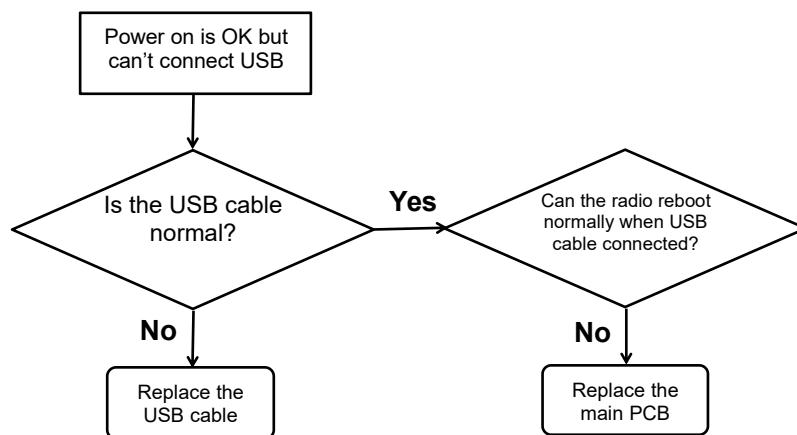 Power on is OK but
can’t connect USB
Is the USB cable
normal?
Yes
Can the radio reboot
normally when USB
cable connected?
No
Replace the
USB cable
No
Replace the
main PCB